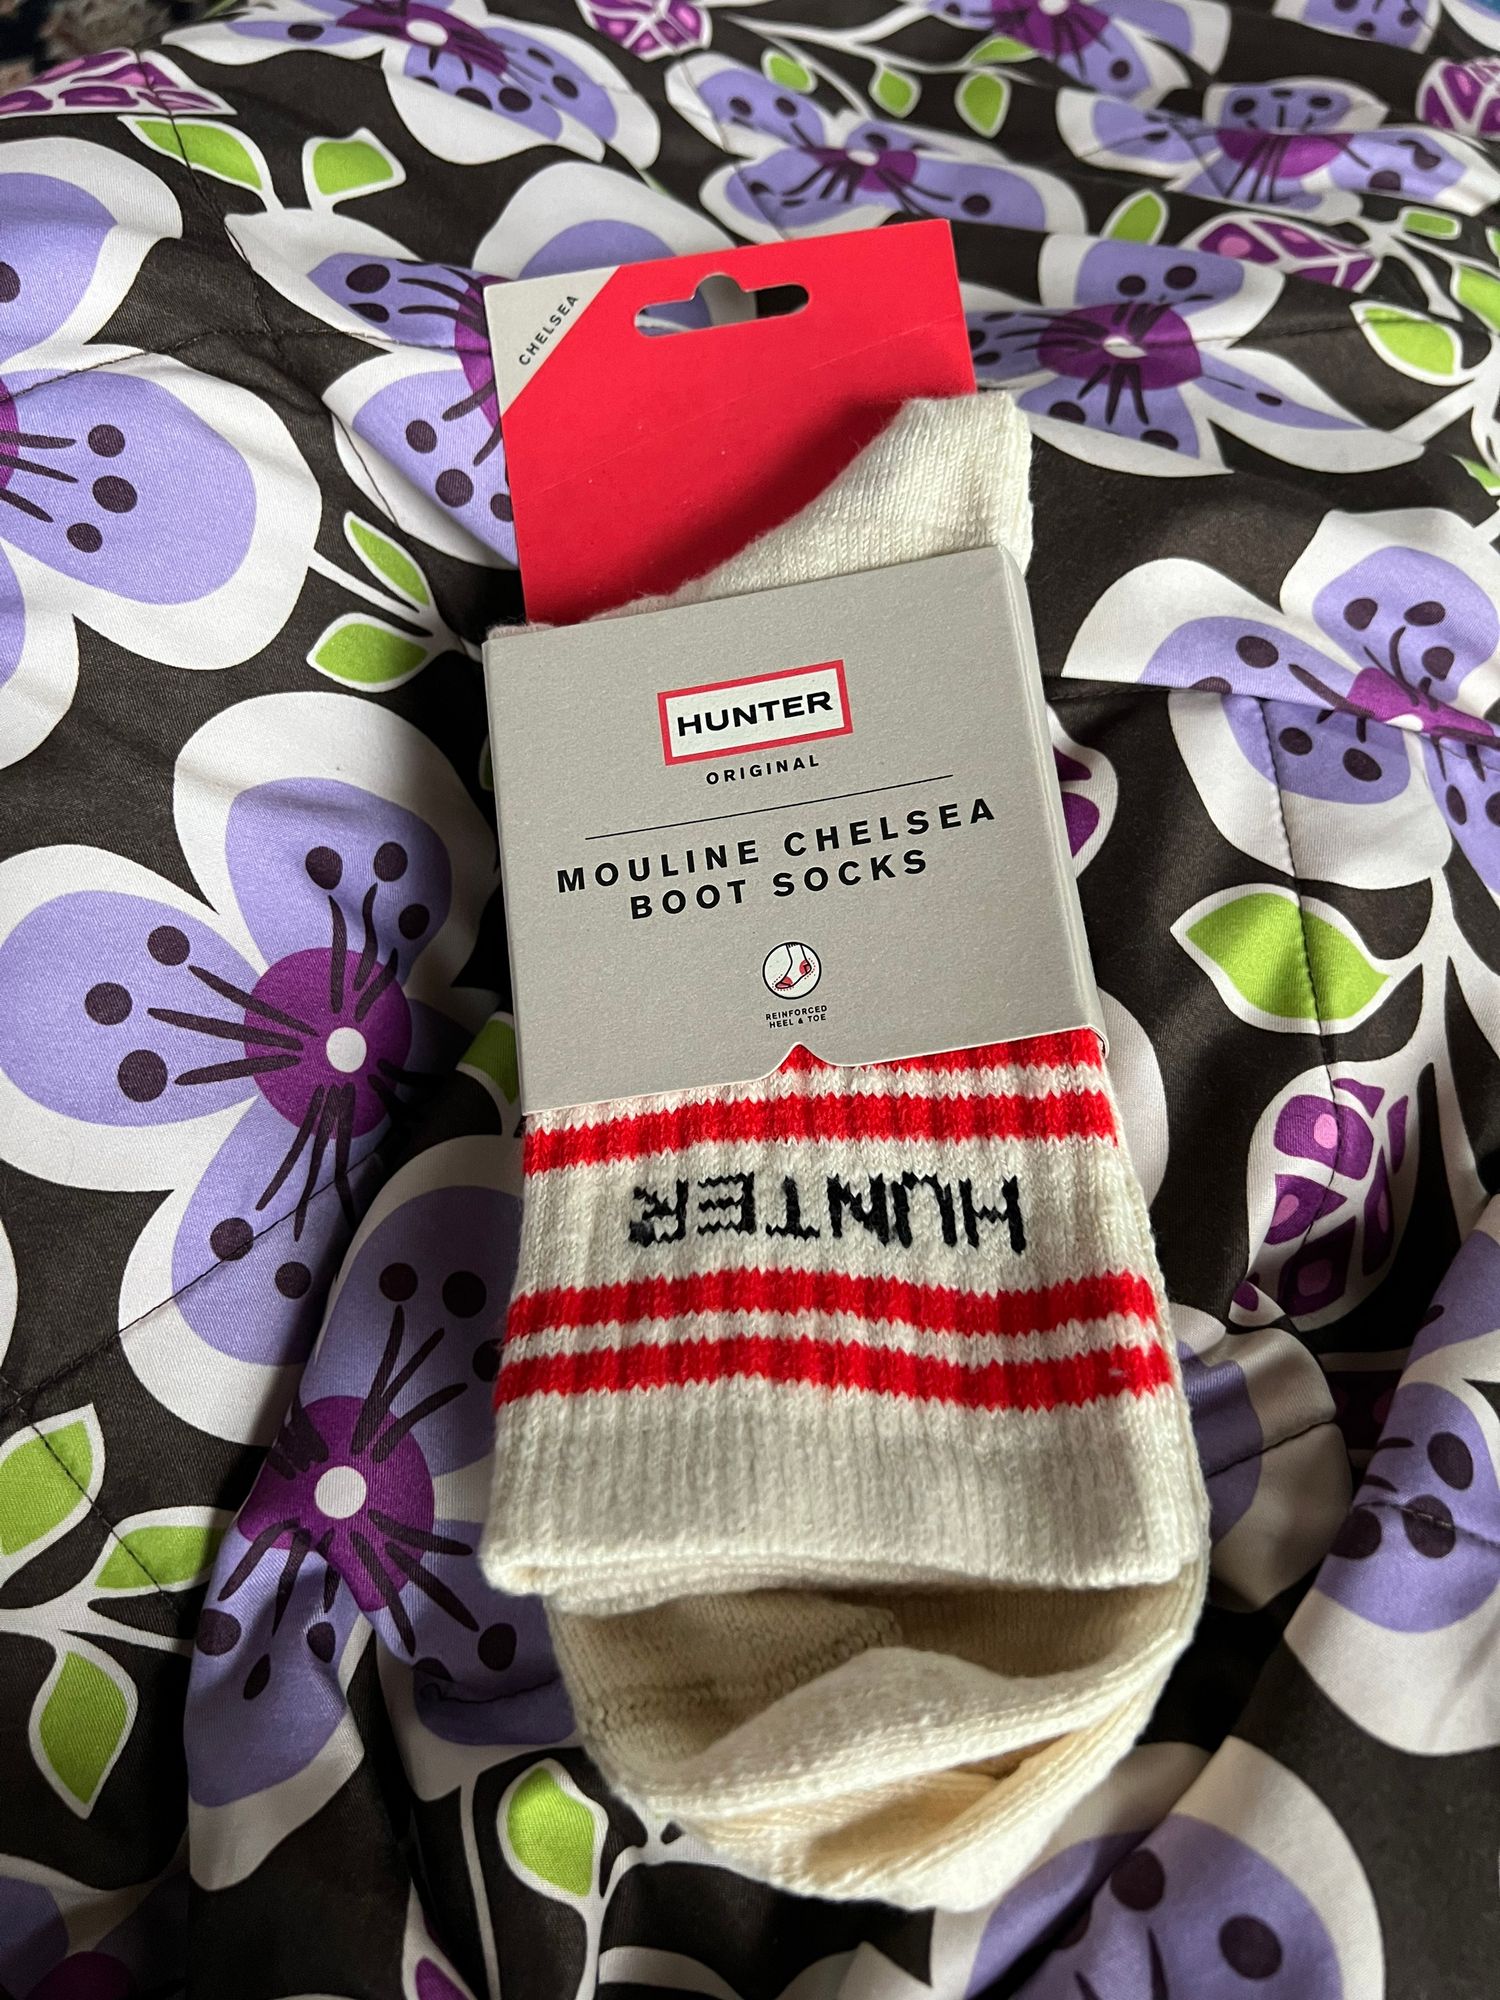 CHELSEA
HUNTER
ORIGINAL
MOULINE CHELSEA
BOOT SOCKS
REINFORCED
HEEL & TOE
HUNTER